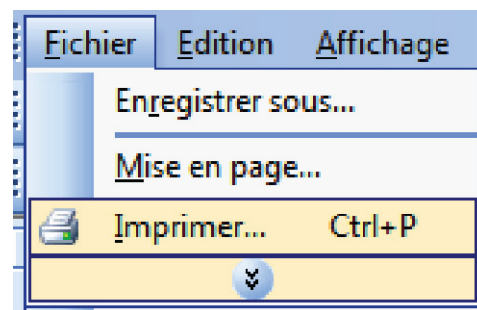 Fichier Edition Affichage
Enregistrer sous...
Mise en page...
Imprimer... Ctrl+P